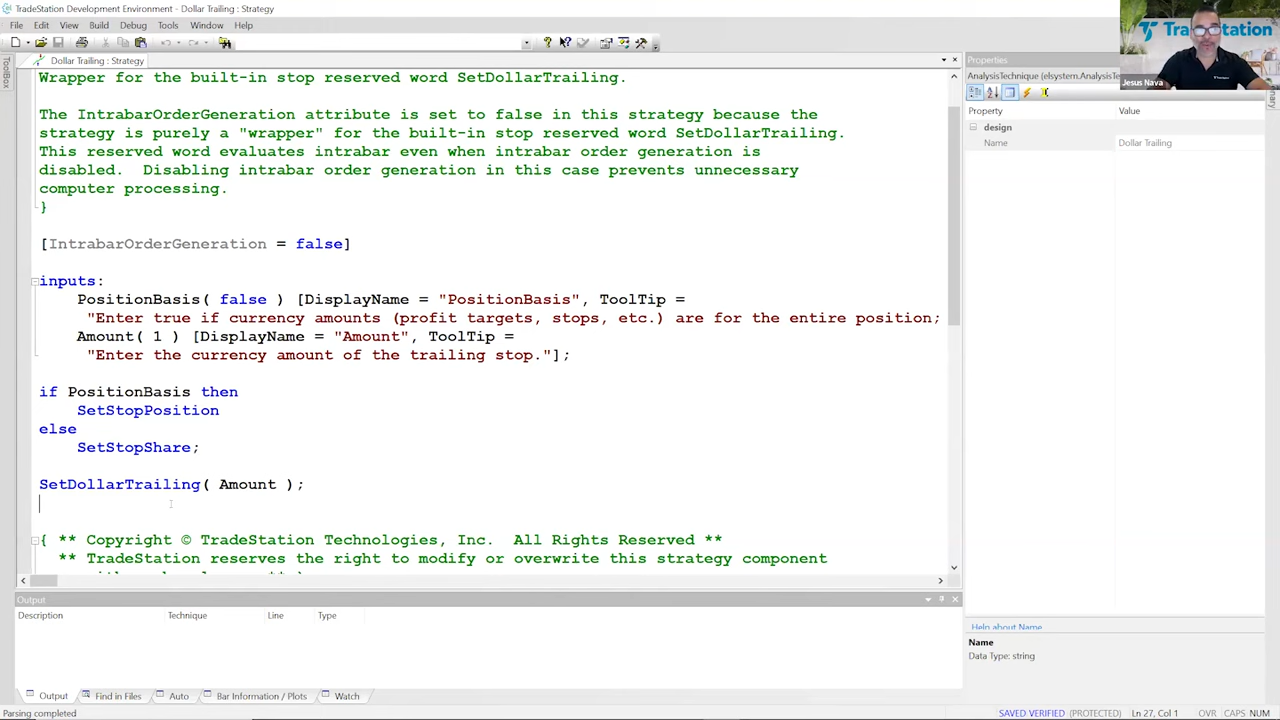 TradeStation Development Environment - Dollar Trailing : Strategy
File Edit View Build Debug Tools Window Help
Jesus Nava
ToolBox
Dollar Trailing : Strategy
Wrapper for the built-in stop reserved word SetDollarTrailing.
The IntrabarOrderGeneration attribute is set to false in this strategy because the
strategy is purely a "wrapper" for the built-in stop reserved word SetDollarTrailing.
This reserved word evaluates intrabar even when intrabar order generation is
disabled.  Disabling intrabar order generation in this case prevents unnecessary
computer processing.
}
[IntrabarOrderGeneration = false]
inputs:
PositionBasis( false ) [DisplayName = "PositionBasis", ToolTip =
"Enter true if currency amounts (profit targets, stops, etc.) are for the entire position;
Amount( 1 ) [DisplayName = "Amount", ToolTip =
"Enter the currency amount of the trailing stop."];
if PositionBasis then
SetStopPosition
else
SetStopShare;
SetDollarTrailing( Amount );
{ ** Copyright © TradeStation Technologies, Inc.  All Rights Reserved **
** TradeStation reserves the right to modify or overwrite this strategy component
Properties
AnalysisTechnique (elsystem.AnalysisTe
Property Value
design
Name Dollar Trailing
Help about Name
Name
Data Type: string
Output
Description Technique Line Type
Output Find in Files Auto Bar Information / Plots Watch
Parsing completed
SAVED VERIFIED (PROTECTED) Ln 27, Col 1 OVR CAPS NUM